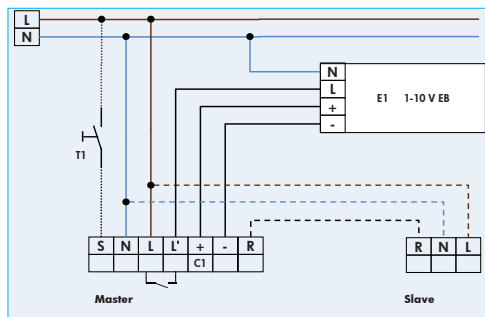 L
N
N
L
+
-
E1 1-10 V EB
T1
S N L L' + - R
C1
R N L
Master
Slave